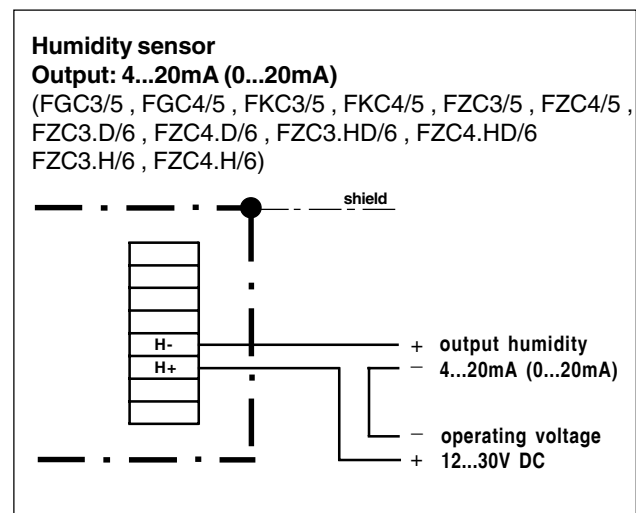 Humidity sensor
Output: 4...20mA (0...20mA)
(FGC3/5 , FGC4/5 , FKC3/5 , FKC4/5 , FZC3/5 , FZC4/5 ,
FZC3.D/6 , FZC4.D/6 , FZC3.HD/6 , FZC4.HD/6
FZC3.H/6 , FZC4.H/6)
shield
H- + output humidity
H+ − 4...20mA (0...20mA)
− operating voltage
+ 12...30V DC